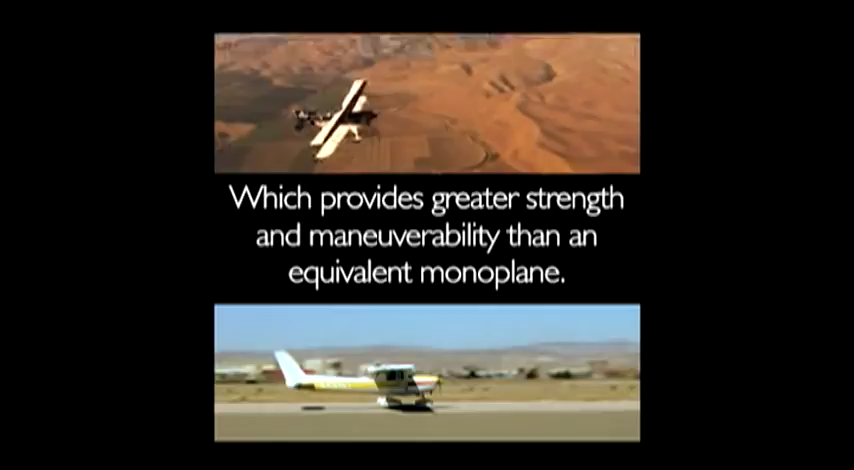 Which provides greater strength
and maneuverability than an
equivalent monoplane.